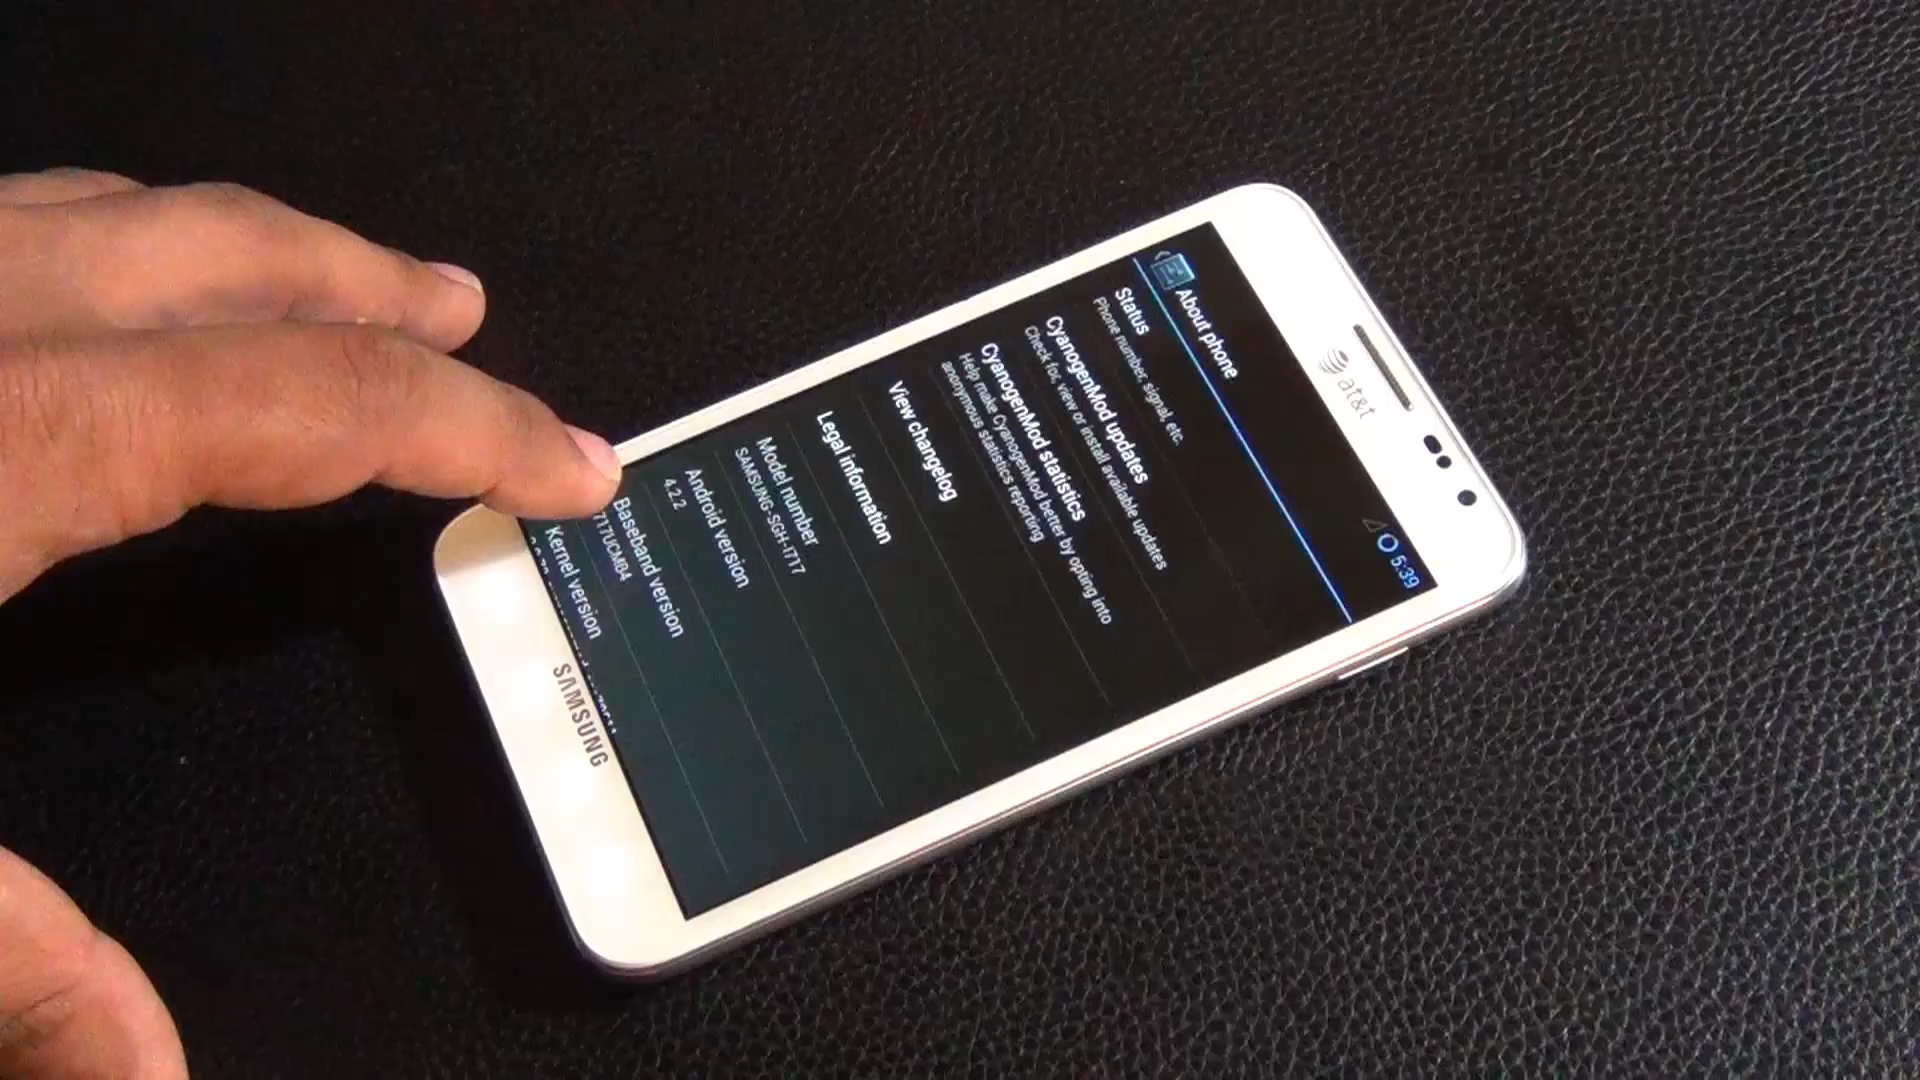 at&t
5:39
About phone
Status
Phone number, signal, etc.
CyanogenMod updates
Check for, view or install available updates
CyanogenMod statistics
Help make CyanogenMod better by opting into
anonymous statistics reporting
View changelog
Legal information
Model number
SAMSUNG-SGH-I717
Android version
4.2.2
Baseband version
717UCMB4
Kernel version
SAMSUNG